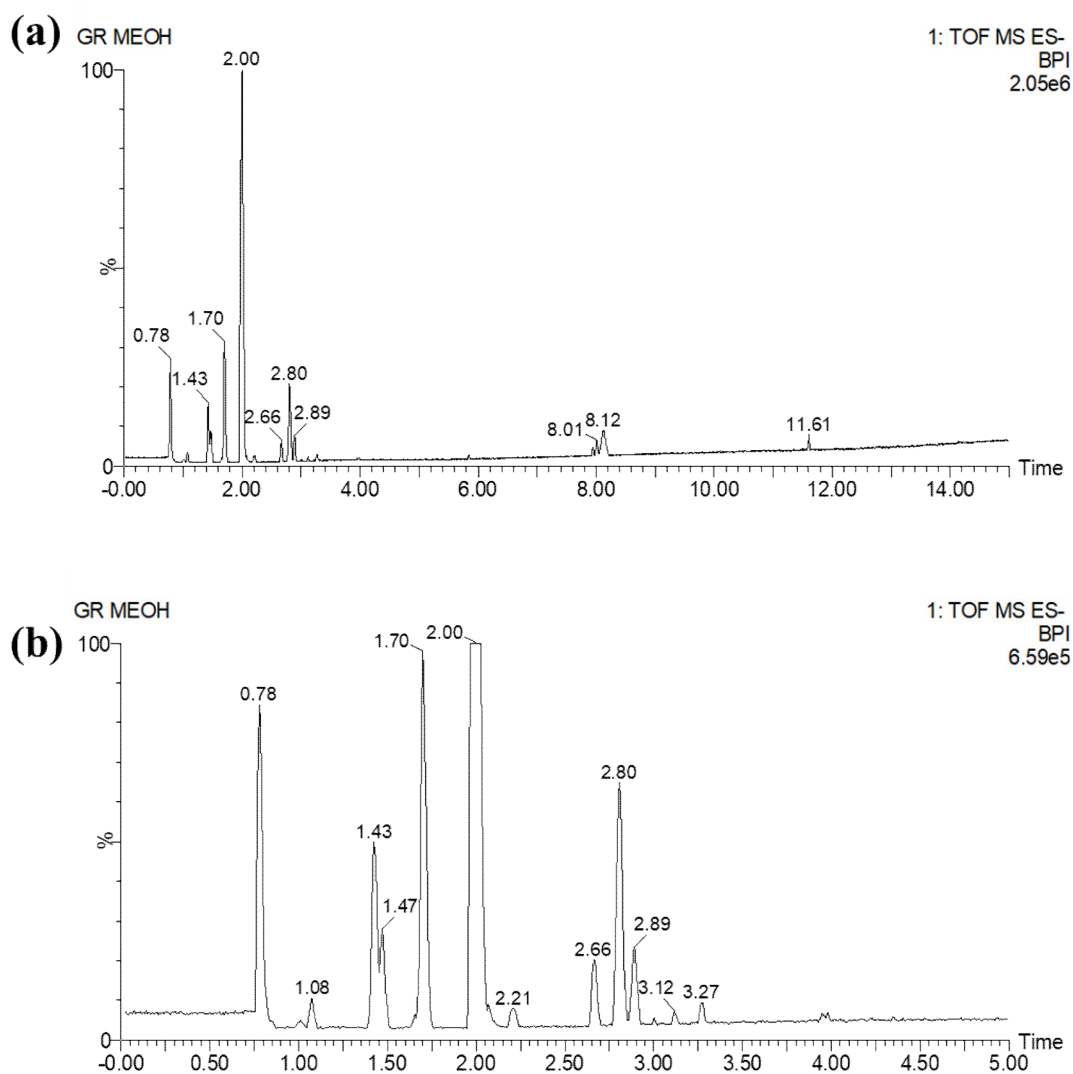 (a) GR MEOH
1: TOF MS ES-
BPI
2.05e6
100
%
0
2.00
0.78
1.70
1.43
2.66
2.80
2.89
8.01
8.12
11.61
-0.00 2.00 4.00 6.00 8.00 10.00 12.00 14.00 Time
(b) GR MEOH
1: TOF MS ES-
BPI
6.59e5
100
%
0
0.78
1.08
1.43
1.47
1.70
2.00
2.21
2.66
2.80
2.89
3.12
3.27
-0.00 0.50 1.00 1.50 2.00 2.50 3.00 3.50 4.00 4.50 5.00 Time